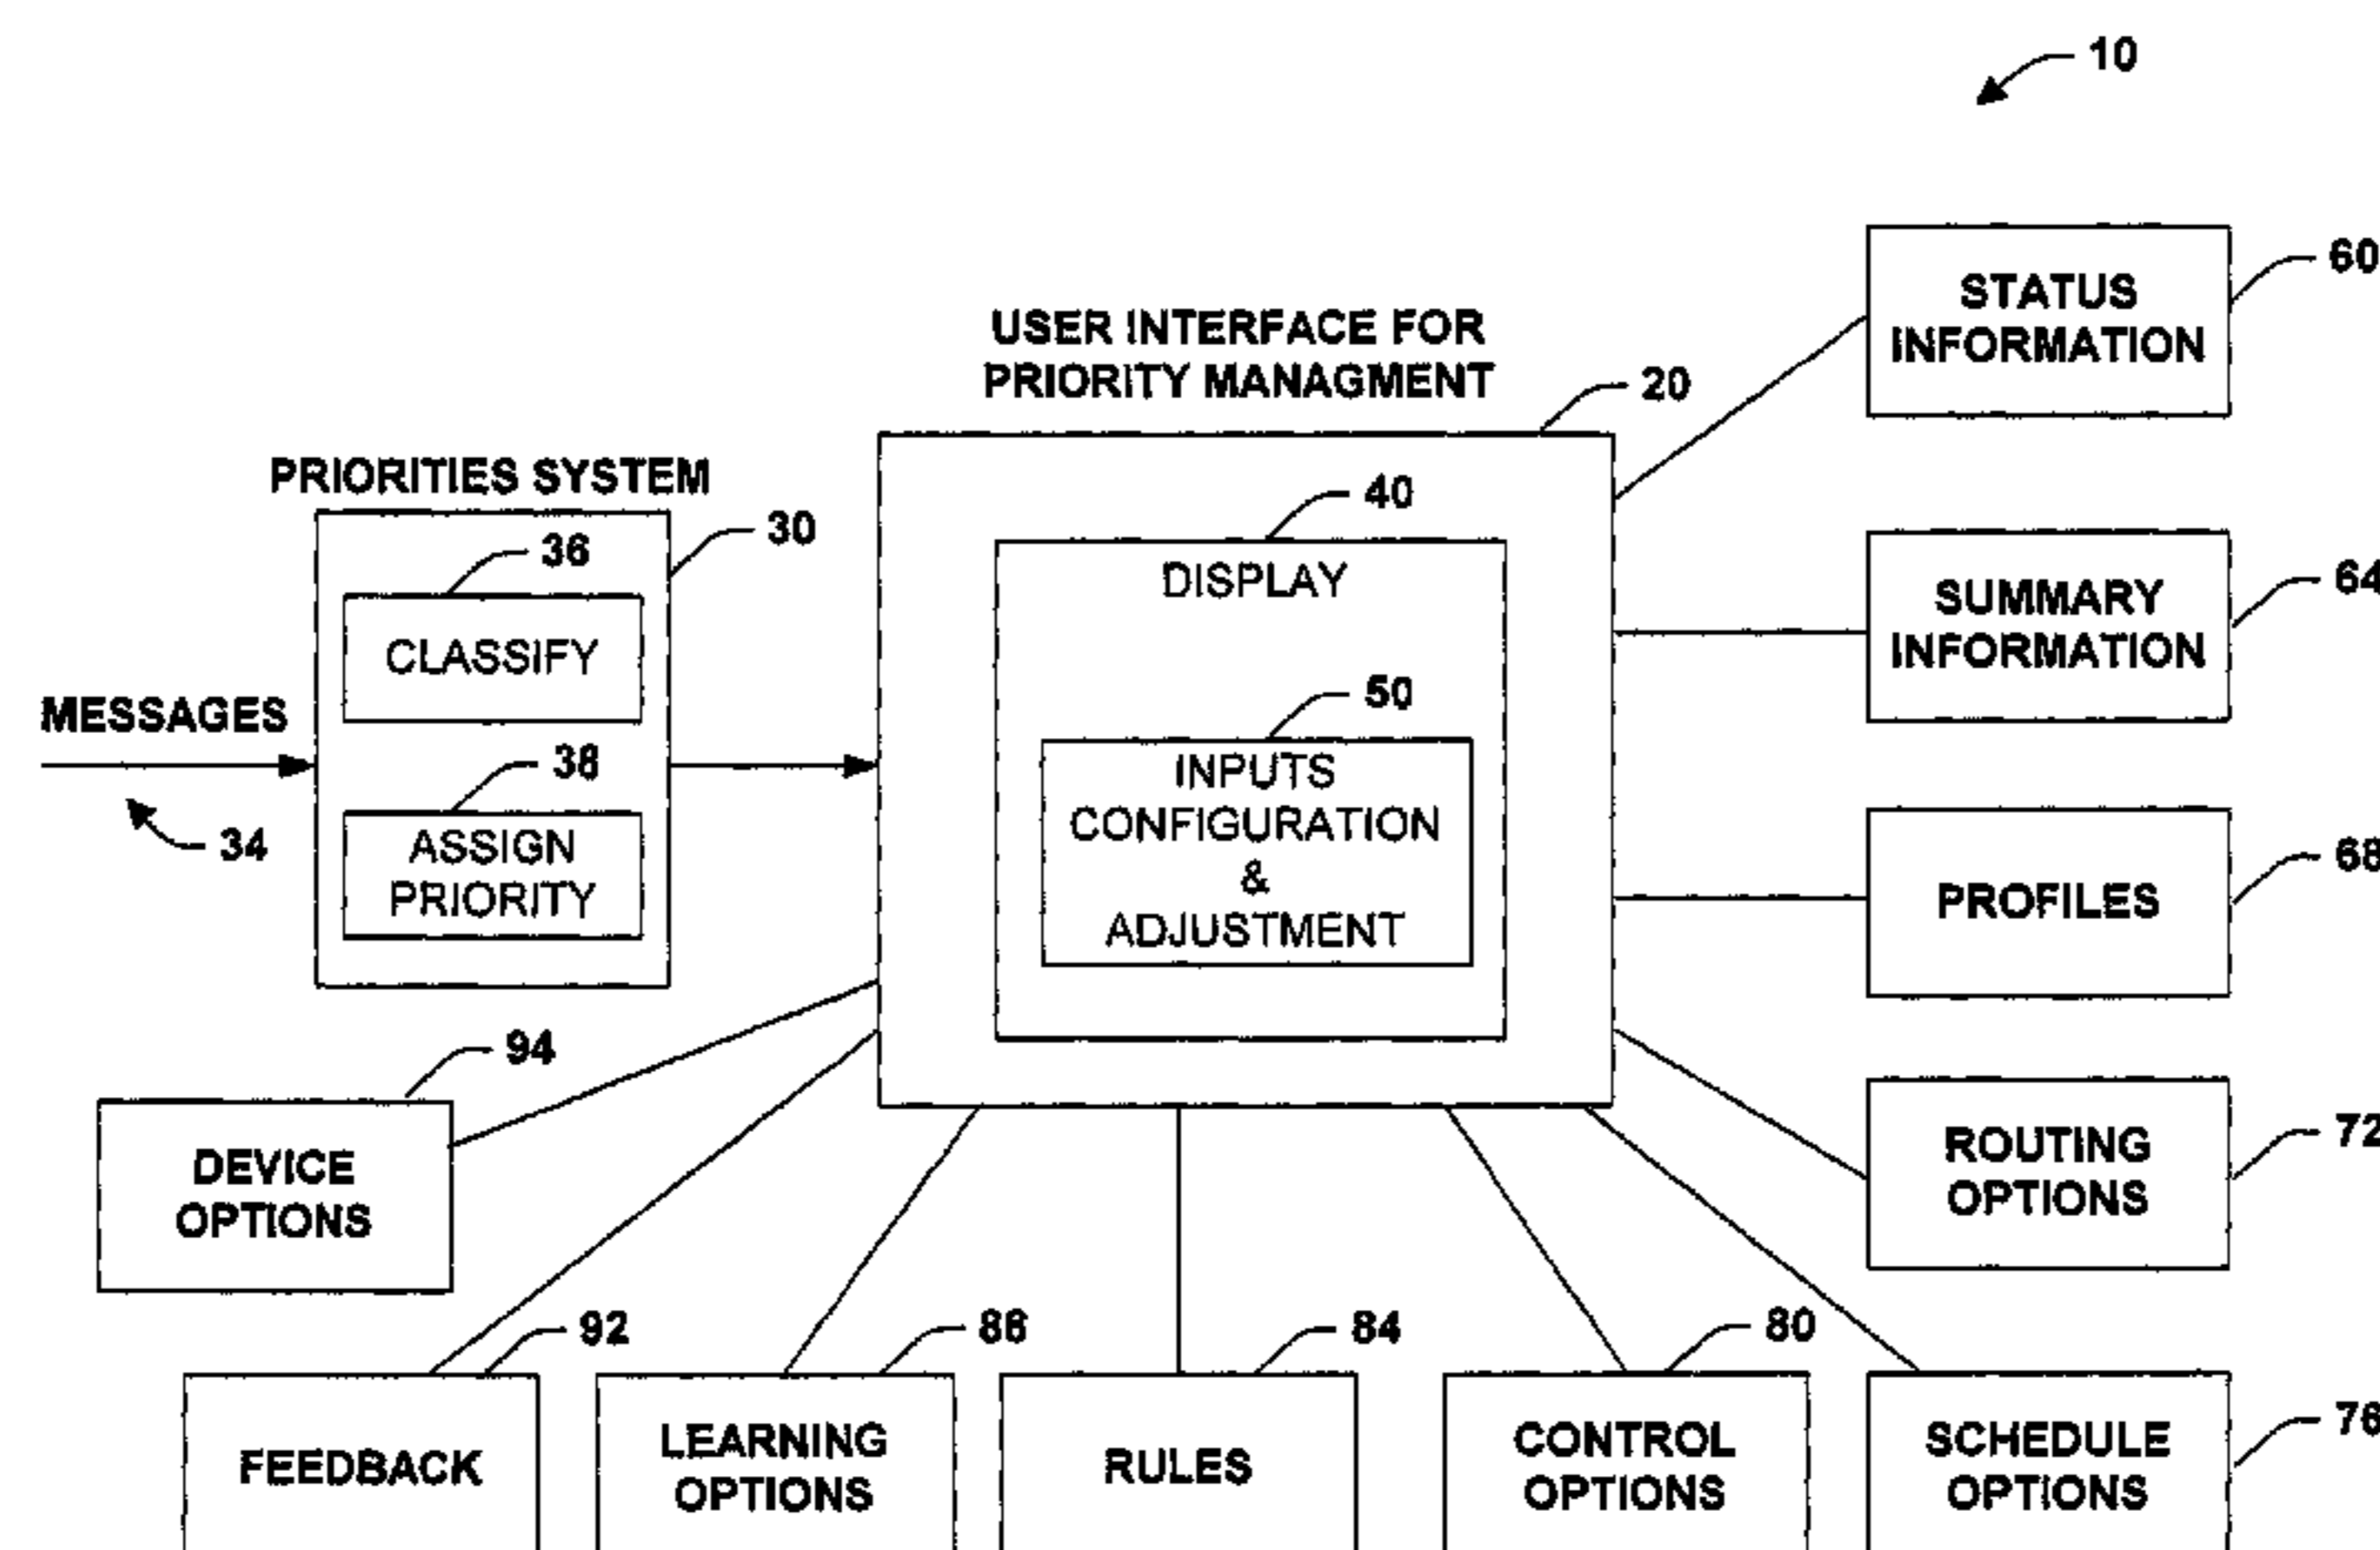 10
STATUS
INFORMATION
60
USER INTERFACE FOR
PRIORITY MANAGMENT
20
PRIORITIES SYSTEM
30
36
CLASSIFY
38
ASSIGN
PRIORITY
MESSAGES
34
40
DISPLAY
50
INPUTS
CONFIGURATION
&
ADJUSTMENT
SUMMARY
INFORMATION
64
PROFILES
68
ROUTING
OPTIONS
72
94
DEVICE
OPTIONS
92
FEEDBACK
86
LEARNING
OPTIONS
84
RULES
80
CONTROL
OPTIONS
SCHEDULE
OPTIONS
76